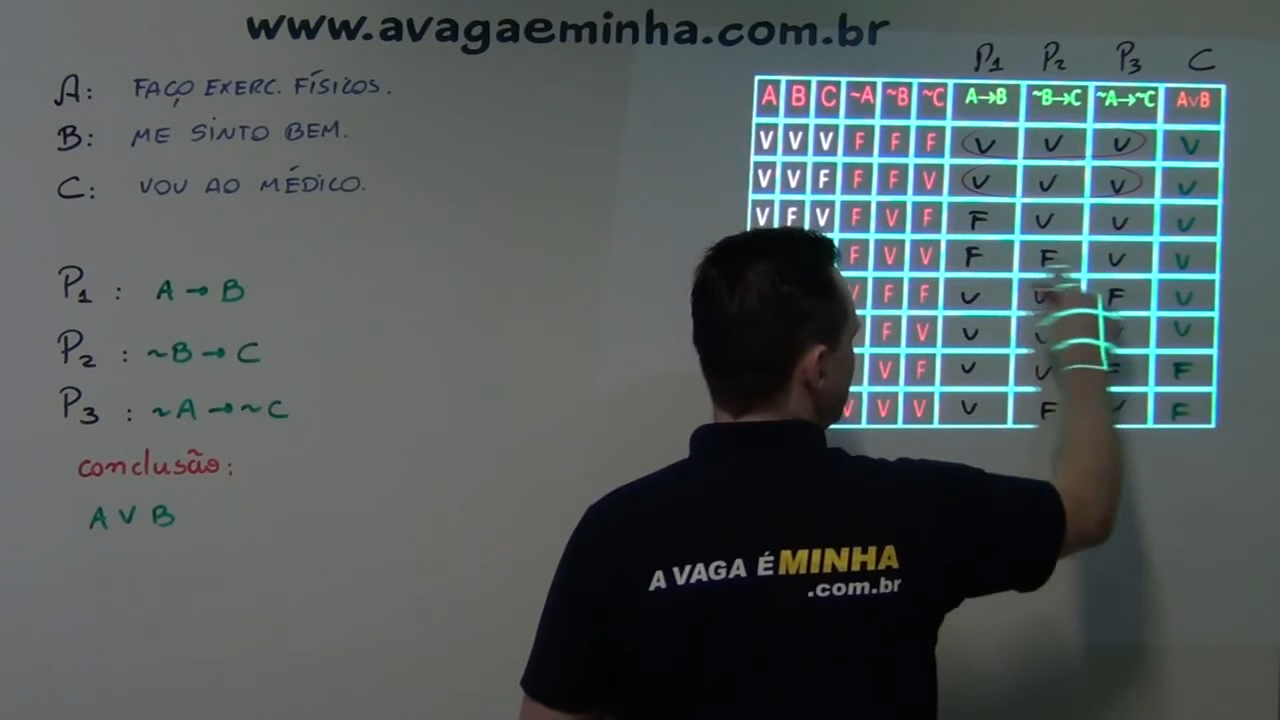 www.avagaeminha.com.br
A: FAÇO EXERC. FÍSICOS.
B: ME SINTO BEM.
C: VOU AO MÉDICO.
P1 : A → B
P2 : ~B → C
P3 : ~A → ~C
conclusão:
A V B
P1 P2 P3 C
A B C ~A ~B ~C A→B ~B→C ~A→~C AvB
V V V F F F V V V V
V V F F F V V V V V
V F V F V F F V V V
F V V F F V V
F F V F V
F V V V
V F V V F F
V V V V F F
A VAGA É MINHA
.com.br